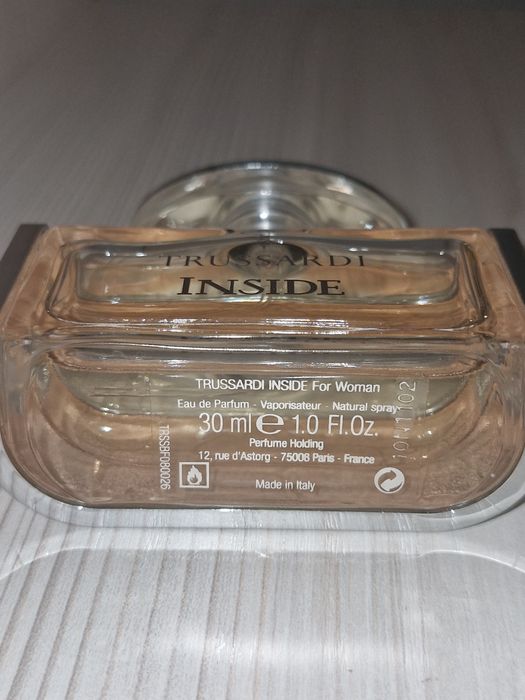 TRUSSARDI
INSIDE
TRUSSARDI INSIDE For Woman
Eau de Parfum - Vaporisateur - Natural spray
30 ml e 1.0 Fl.Oz.
Perfume Holding
12, rue d'Astorg - 75008 Paris - France
Made in Italy
TRSSBF080026